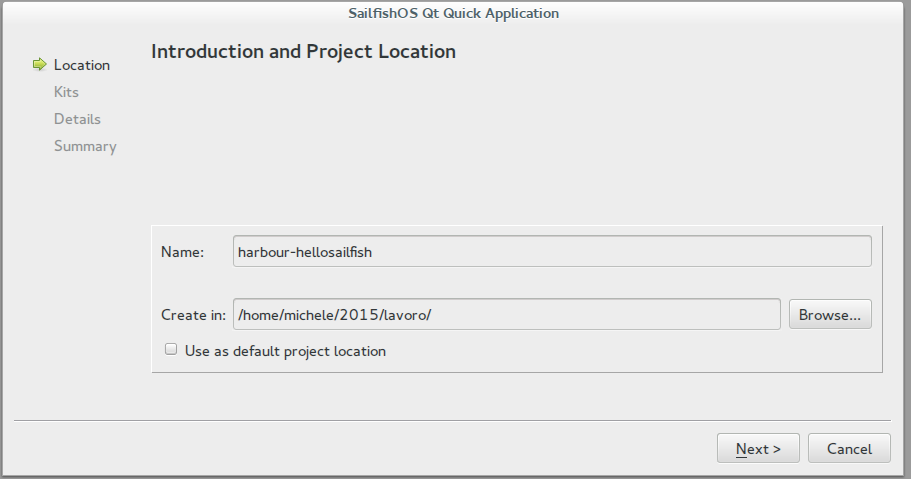 SailfishOS Qt Quick Application
Introduction and Project Location
Location
Kits
Details
Summary
Name: harbour-hellosailfish
Create in: /home/michele/2015/lavoro/ Browse...
Use as default project location
Next > Cancel